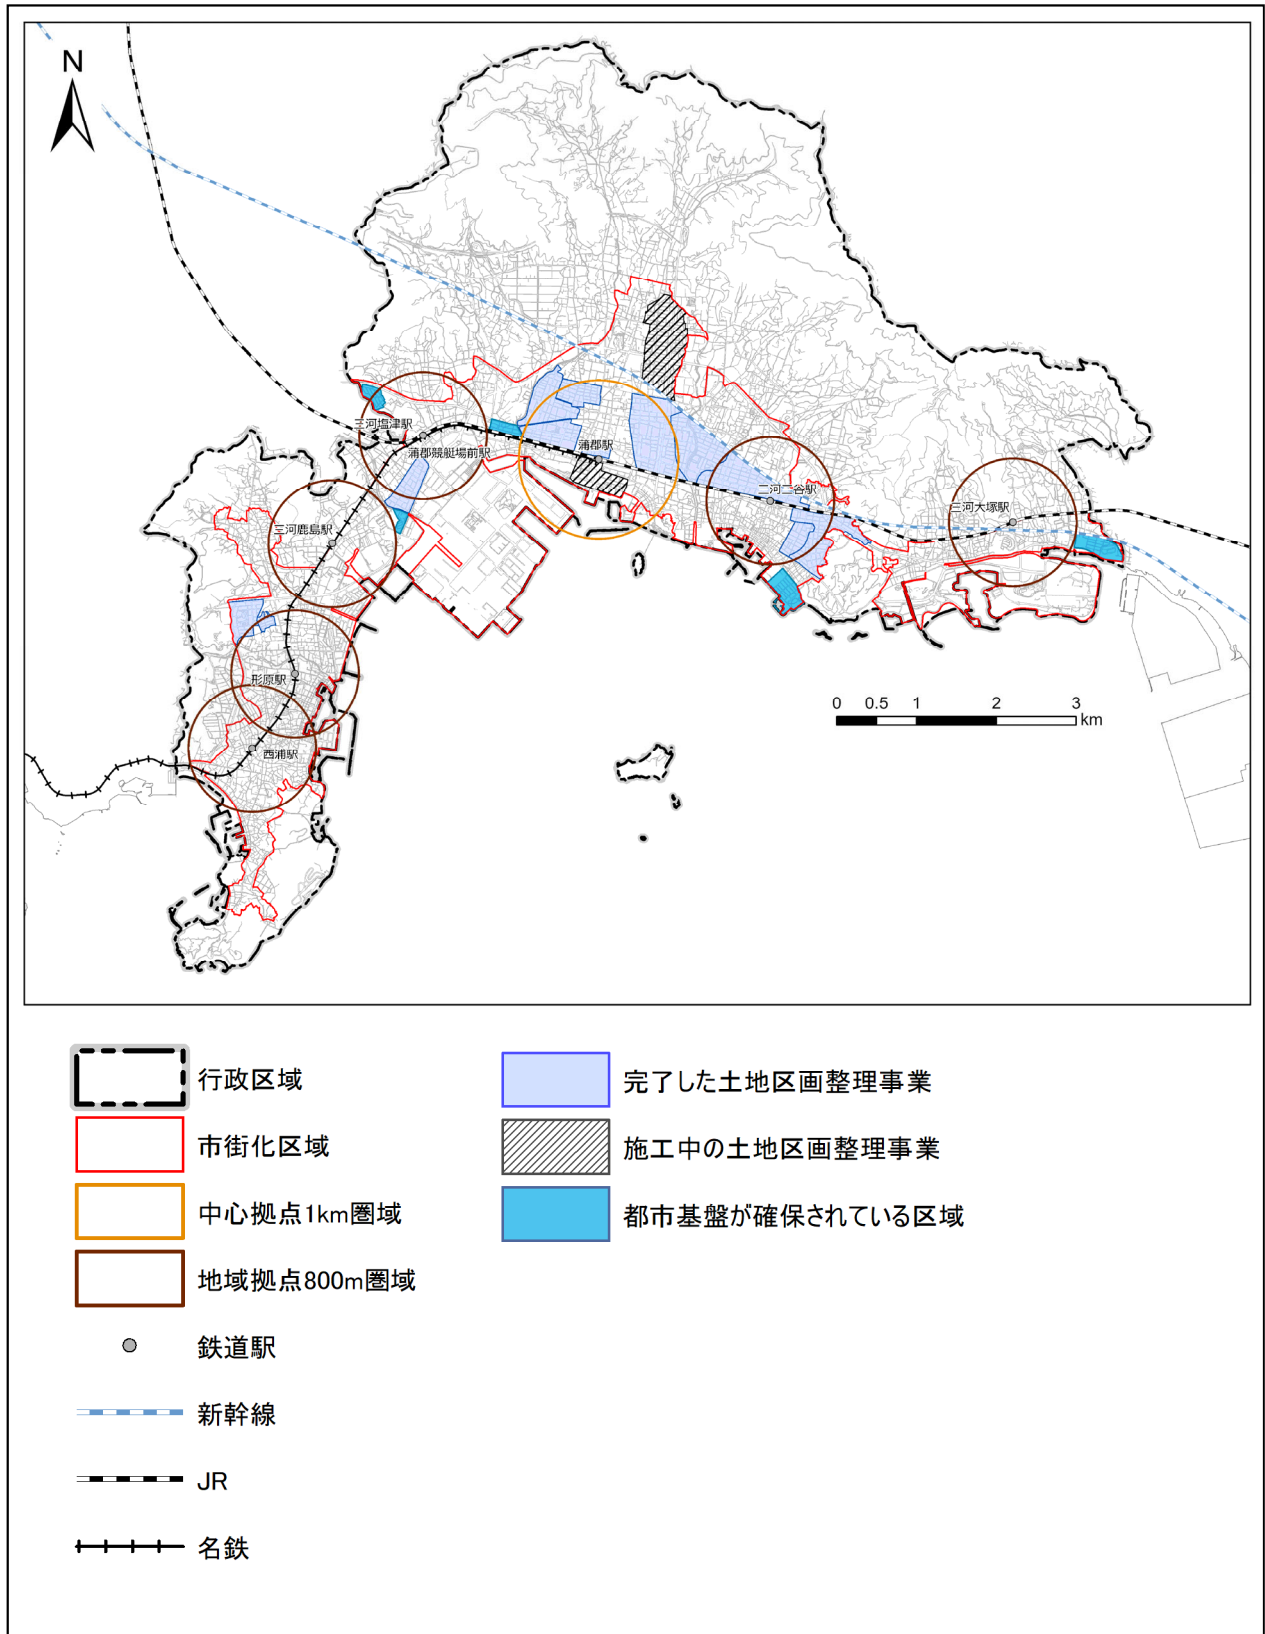 N
三河塩津駅
蒲郡競艇場前駅
蒲郡駅
三河鹿島駅
三河三谷駅
三河大塚駅
形原駅
西浦駅
0 0.5 1 2 3
km
行政区域
市街化区域
中心拠点1km圏域
地域拠点800m圏域
鉄道駅
新幹線
JR
名鉄
完了した土地区画整理事業
施工中の土地区画整理事業
都市基盤が確保されている区域